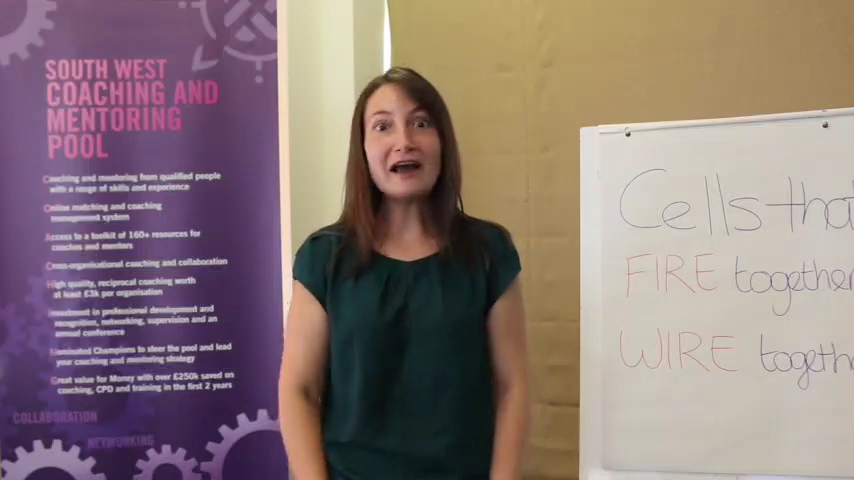 SOUTH WEST
COACHING AND
MENTORING
POOL
Coaching and mentoring from qualified people
with a range of skills and experience
Online matching and coaching
management system
Access to a toolkit of 160+ resources for
coaches and mentors
Cross-organisational coaching and collaboration
High quality, reciprocal coaching worth
at least £3k per organisation
Investment in professional development and
recognition, networking, supervision and an
annual conference
Nominated Champions to steer the pool and lead
your coaching and mentoring strategy
Great value for Money with over £250k saved on
coaching, CPD and training in the first 2 years
COLLABORATION
NETWORKING
Cells that
FIRE together
WIRE together